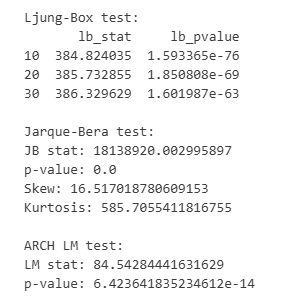 Ljung-Box test:
lb_stat lb_pvalue
10 384.824035 1.593365e-76
20 385.732855 1.850808e-69
30 386.329629 1.601987e-63
Jarque-Bera test:
JB stat: 18138920.002995897
p-value: 0.0
Skew: 16.517018780609153
Kurtosis: 585.7055411816755
ARCH LM test:
LM stat: 84.54284441631629
p-value: 6.423641835234612e-14